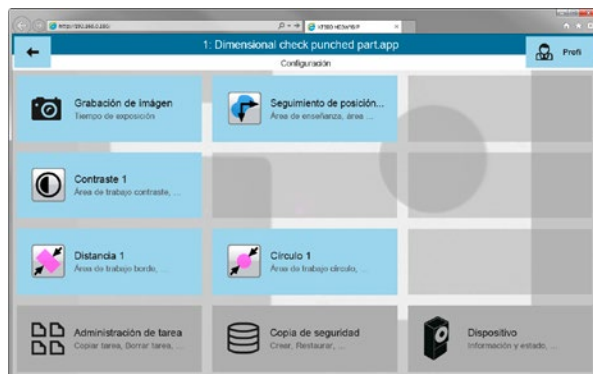 1: Dimensional check punched part.app
Profi
Configuración
Grabación de imágen
Tiempo de exposición
Seguimiento de posición...
Área de enseñanza, área ...
Contraste 1
Área de trabajo contraste, ...
Distancia 1
Área de trabajo borde, ...
Círculo 1
Área de trabajo círculo, ...
Administración de tarea
Copiar tarea, Borrar tarea, ...
Copia de seguridad
Crear, Restaurar, ...
Dispositivo
Información y estado, ...